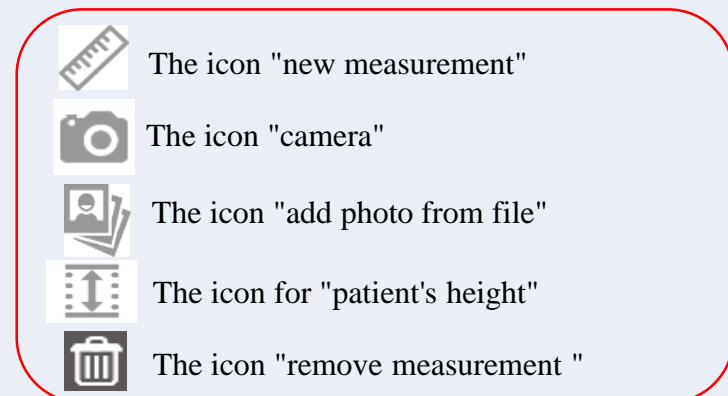 The icon "new measurement"
The icon "camera"
The icon "add photo from file"
The icon for "patient's height"
The icon "remove measurement "